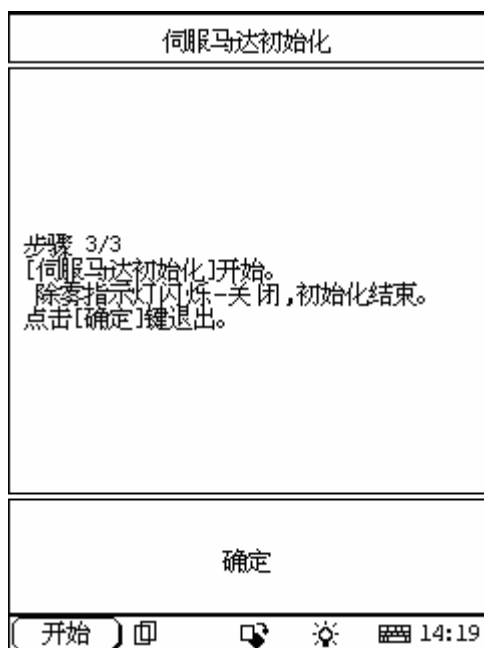 伺服马达初始化
步骤 3/3
[伺服马达初始化]开始。
除雾指示灯闪烁-关 闭,初始化结束。
点击[确定]键退出。
确定
开始 14:19